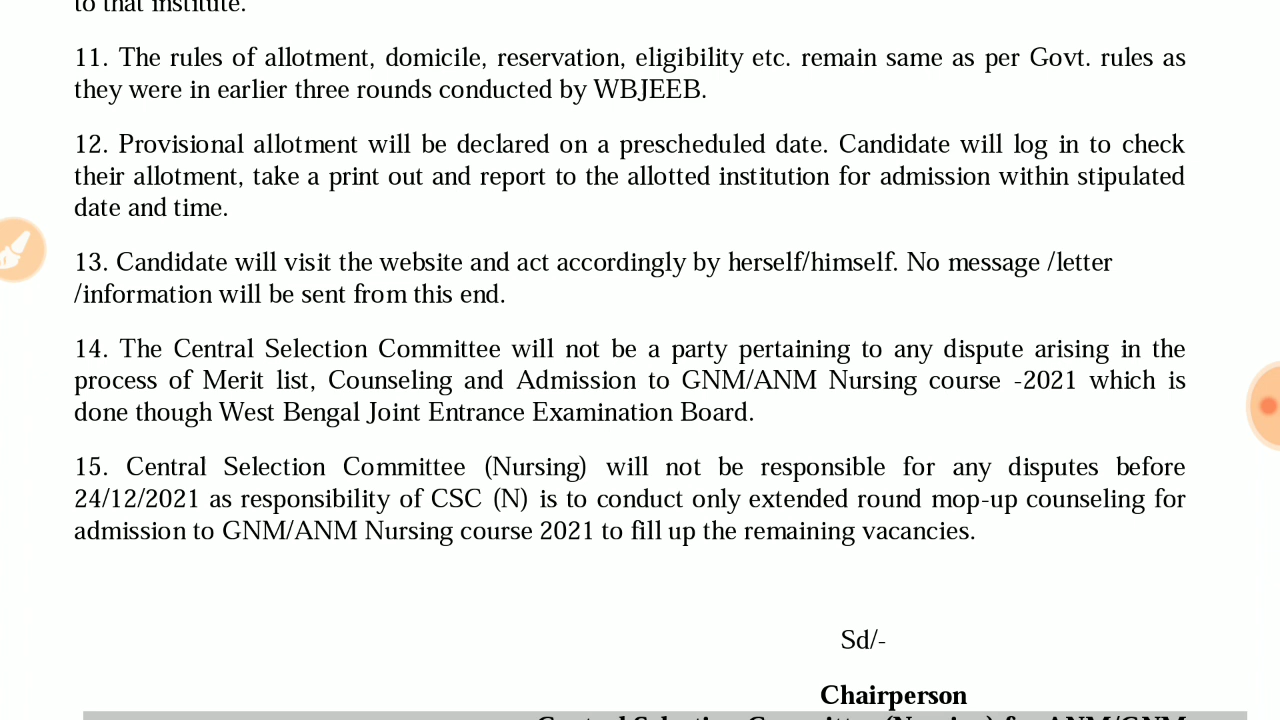 to that institute.
11. The rules of allotment, domicile, reservation, eligibility etc. remain same as per Govt. rules as
they were in earlier three rounds conducted by WBJEEB.
12. Provisional allotment will be declared on a prescheduled date. Candidate will log in to check
their allotment, take a print out and report to the allotted institution for admission within stipulated
date and time.
13. Candidate will visit the website and act accordingly by herself/himself. No message /letter
/information will be sent from this end.
14. The Central Selection Committee will not be a party pertaining to any dispute arising in the
process of Merit list, Counseling and Admission to GNM/ANM Nursing course -2021 which is
done though West Bengal Joint Entrance Examination Board.
15. Central Selection Committee (Nursing) will not be responsible for any disputes before
24/12/2021 as responsibility of CSC (N) is to conduct only extended round mop-up counseling for
admission to GNM/ANM Nursing course 2021 to fill up the remaining vacancies.
Sd/-
Chairperson
Central Selection Committee (Nursing) for ANM/GNM